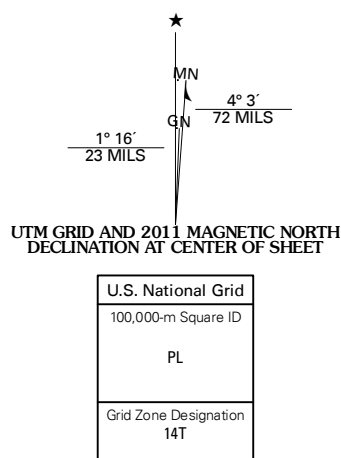 MN
4° 3´
72 MILS
GN
1° 16´
23 MILS
UTM GRID AND 2011 MAGNETIC NORTH
DECLINATION AT CENTER OF SHEET
U.S. National Grid
100,000-m Square ID
PL
Grid Zone Designation
14T